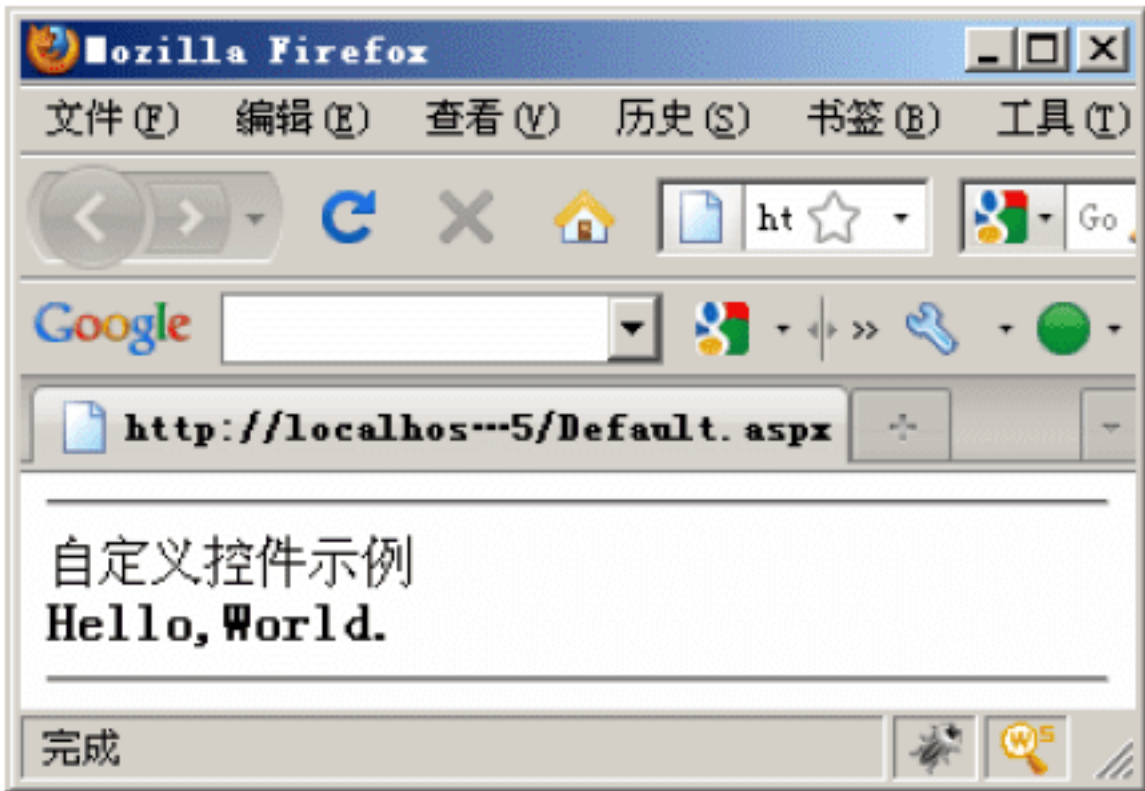 Mozilla Firefox
文件(F) 编辑(E) 查看(V) 历史(S) 书签(B) 工具(T)
ht Go
Google
http://localhos…5/Default.aspx
自定义控件示例
Hello,World.
完成 W5